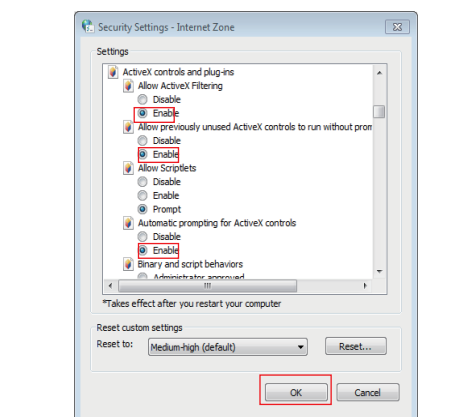 Security Settings - Internet Zone
Settings
ActiveX controls and plug-ins
Allow ActiveX Filtering
Disable
Enable
Allow previously unused ActiveX controls to run without prom
Disable
Enable
Allow Scriptlets
Disable
Enable
Prompt
Automatic prompting for ActiveX controls
Disable
Enable
Binary and script behaviors
Administrator approved
*Takes effect after you restart your computer
Reset custom settings
Reset to: Medium-high (default) Reset...
OK Cancel